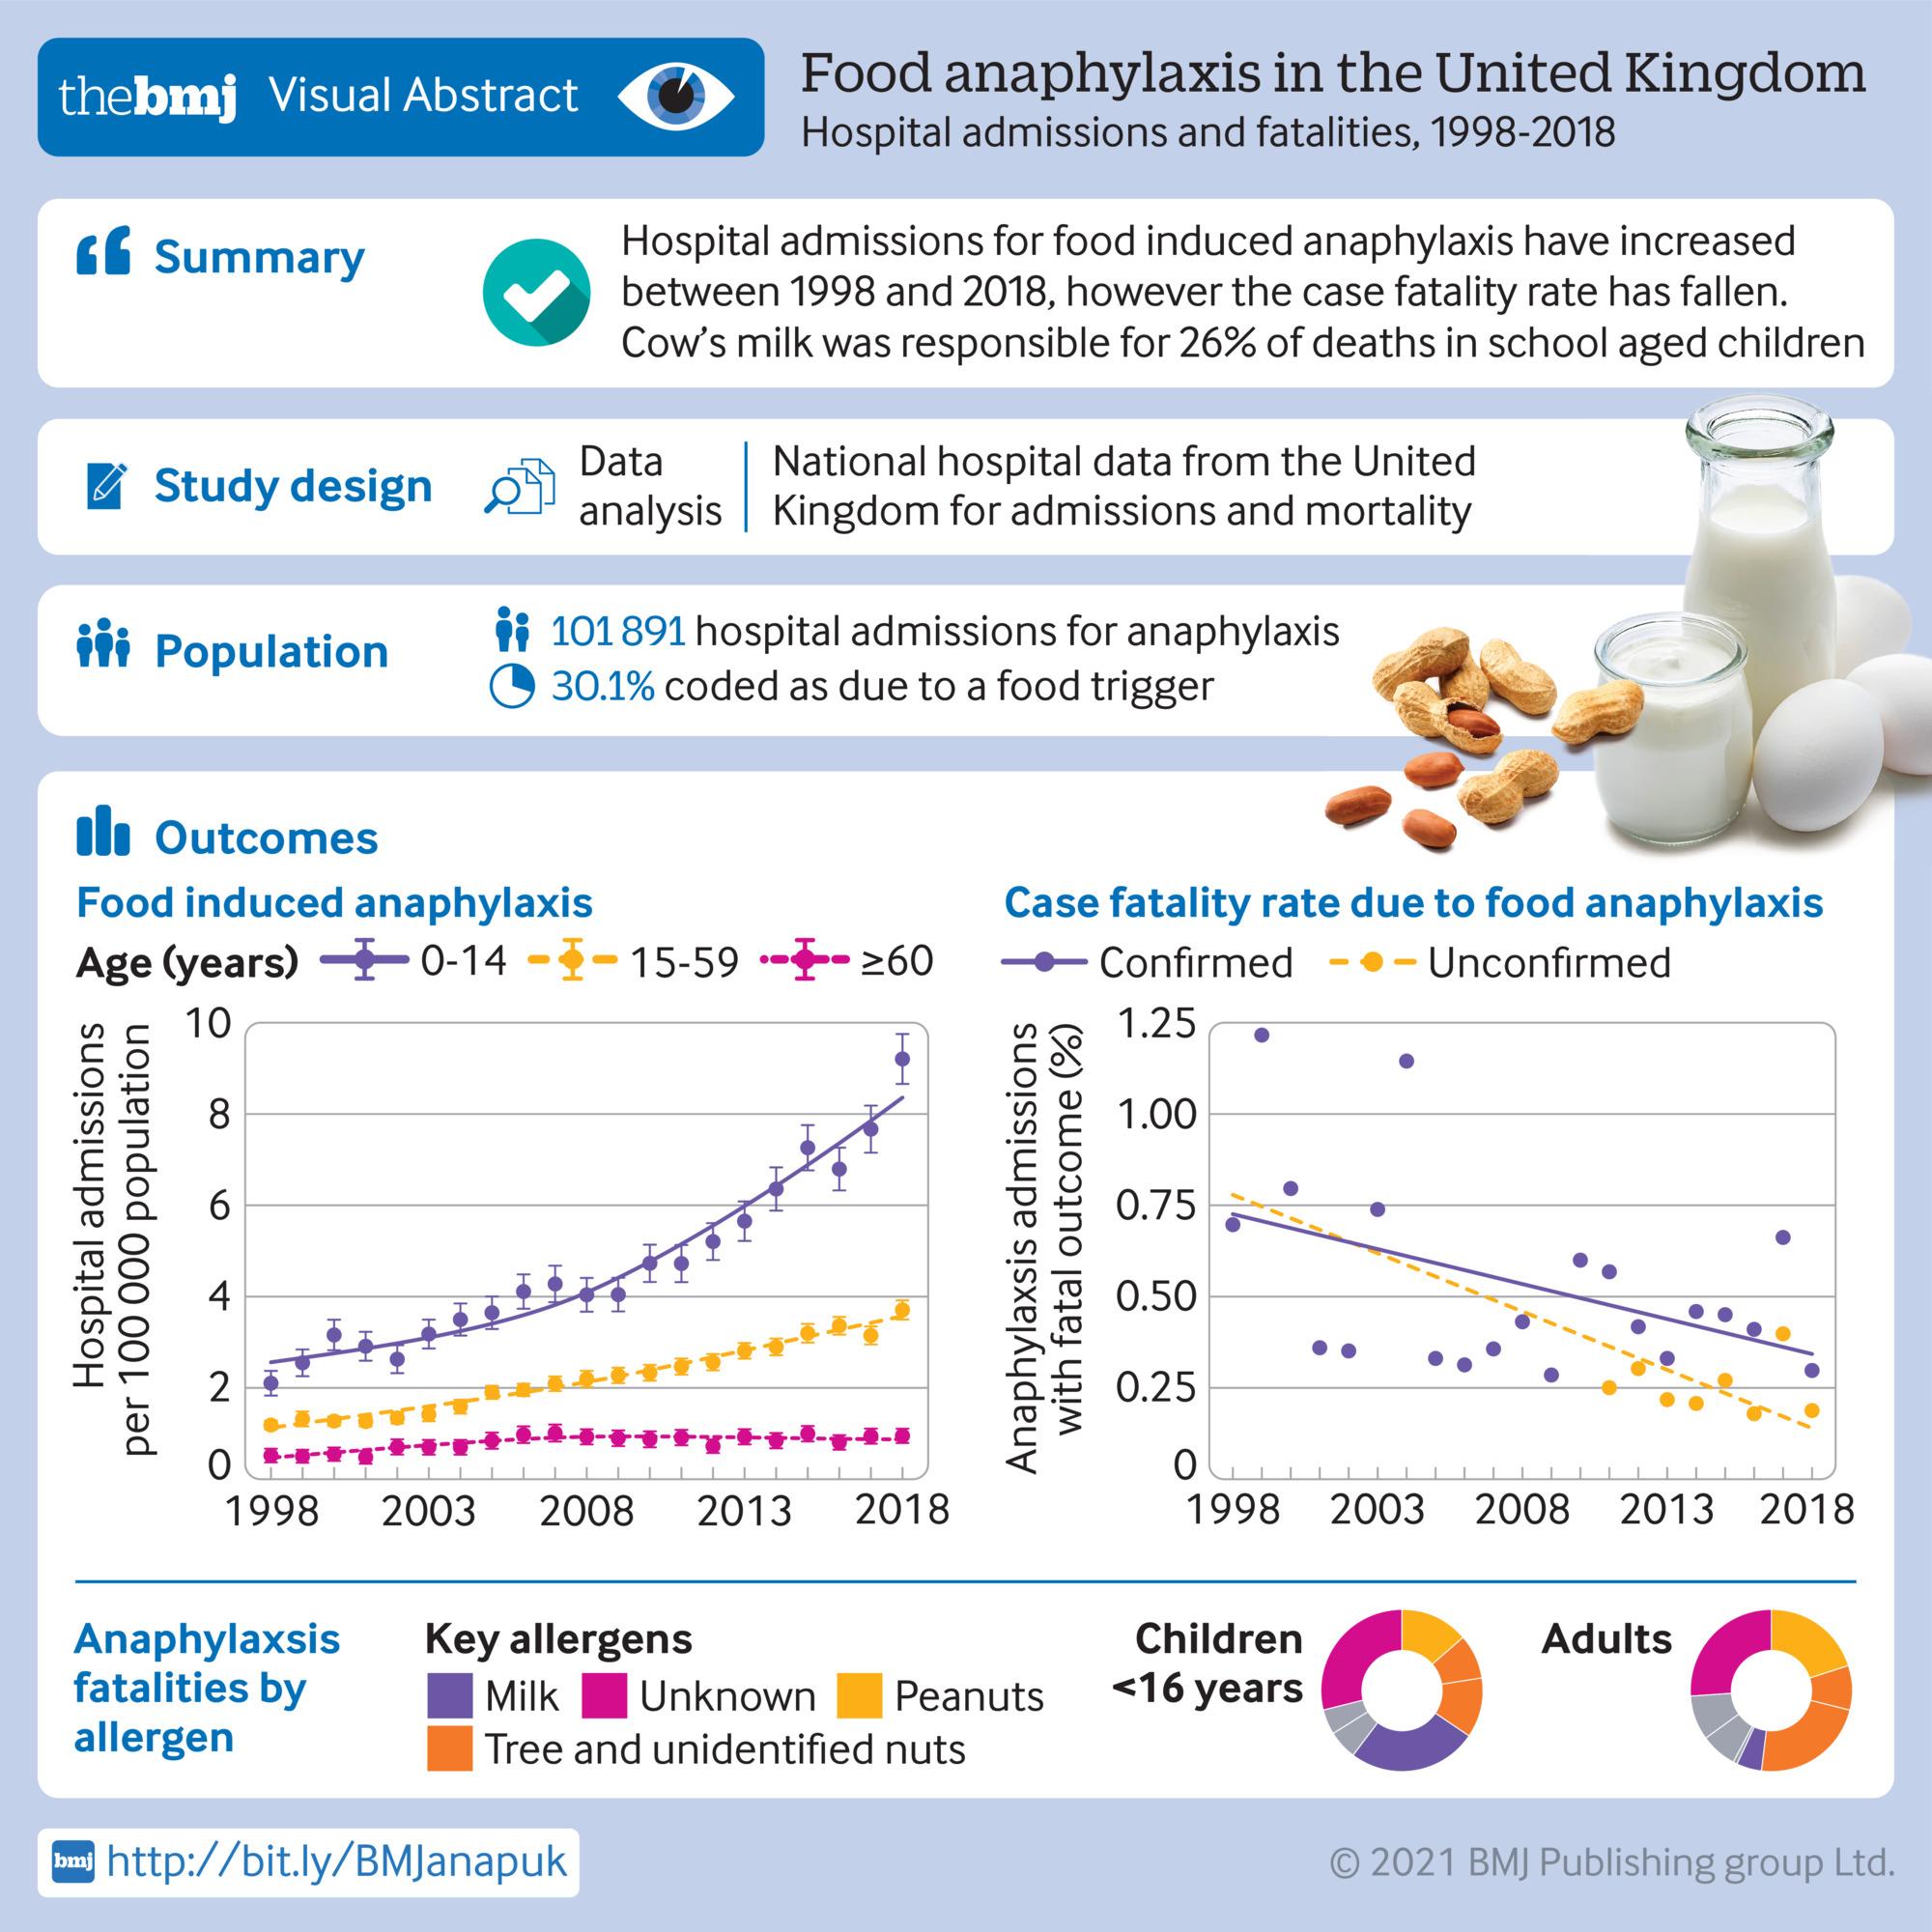 thebmj Visual Abstract
Food anaphylaxis in the United Kingdom
Hospital admissions and fatalities, 1998-2018
Summary
Hospital admissions for food induced anaphylaxis have increased
between 1998 and 2018, however the case fatality rate has fallen.
Cow's milk was responsible for 26% of deaths in school aged children
Study design
Data
analysis
National hospital data from the United
Kingdom for admissions and mortality
Population
101 891 hospital admissions for anaphylaxis
30.1% coded as due to a food trigger
Outcomes
Food induced anaphylaxis
Age (years) 0-14 15-59 ≥60
Hospital admissions
per 100 000 population
10
8
6
4
2
0
1998 2003 2008 2013 2018
Case fatality rate due to food anaphylaxis
Confirmed Unconfirmed
Anaphylaxsis admissions
with fatal outcome (%)
1.25
1.00
0.75
0.50
0.25
0
1998 2003 2008 2013 2018
Anaphylaxsis
fatalities by
allergen
Key allergens
Milk Unknown Peanuts
Tree and unidentified nuts
Children
<16 years
Adults
bmj http://bit.ly/BMJanapuk
© 2021 BMJ Publishing group Ltd.